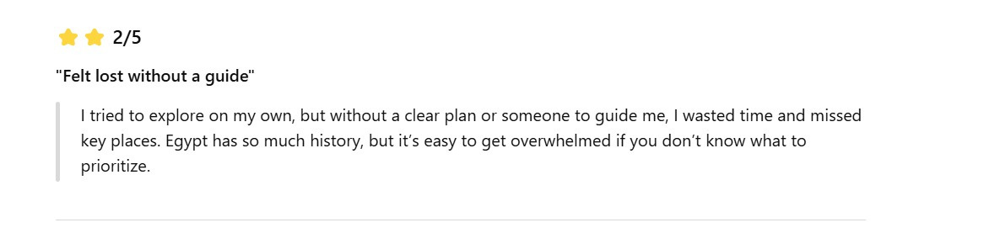 2/5
"Felt lost without a guide"
I tried to explore on my own, but without a clear plan or someone to guide me, I wasted time and missed
key places. Egypt has so much history, but it’s easy to get overwhelmed if you don’t know what to
prioritize.